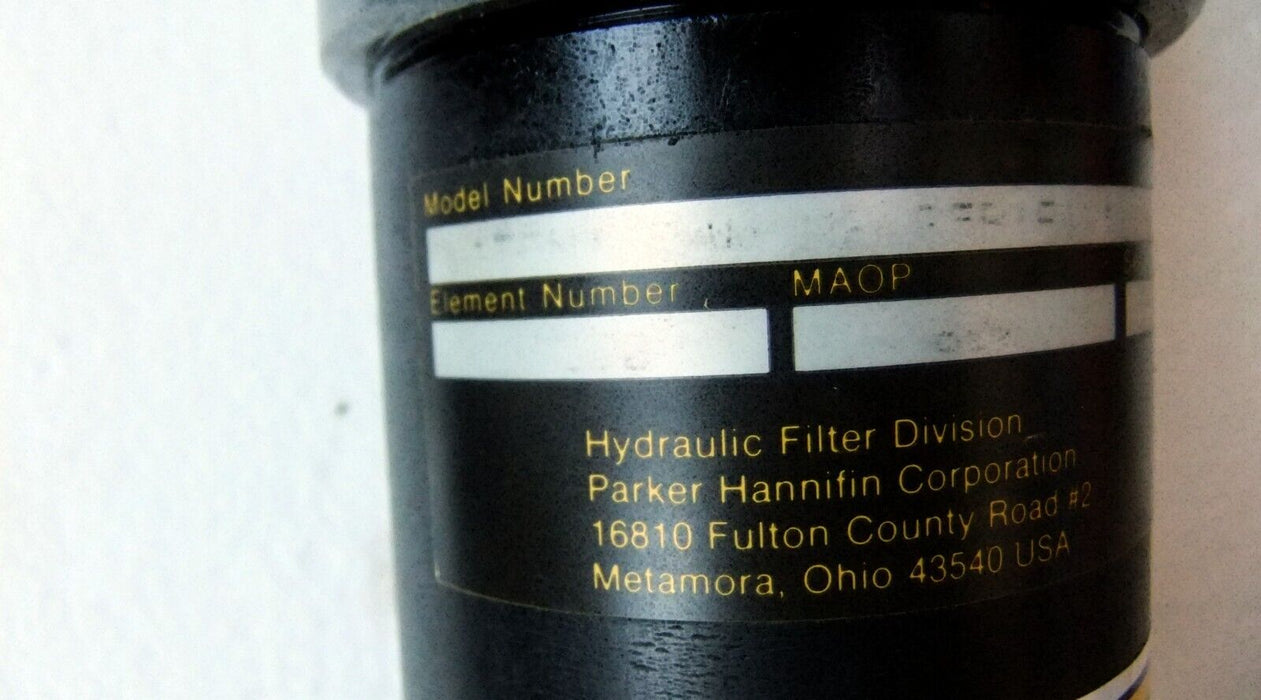 Model Number
Element Number MAOP
Hydraulic Filter Division
Parker Hannifin Corporation
16810 Fulton County Road #2
Metamora, Ohio 43540 USA